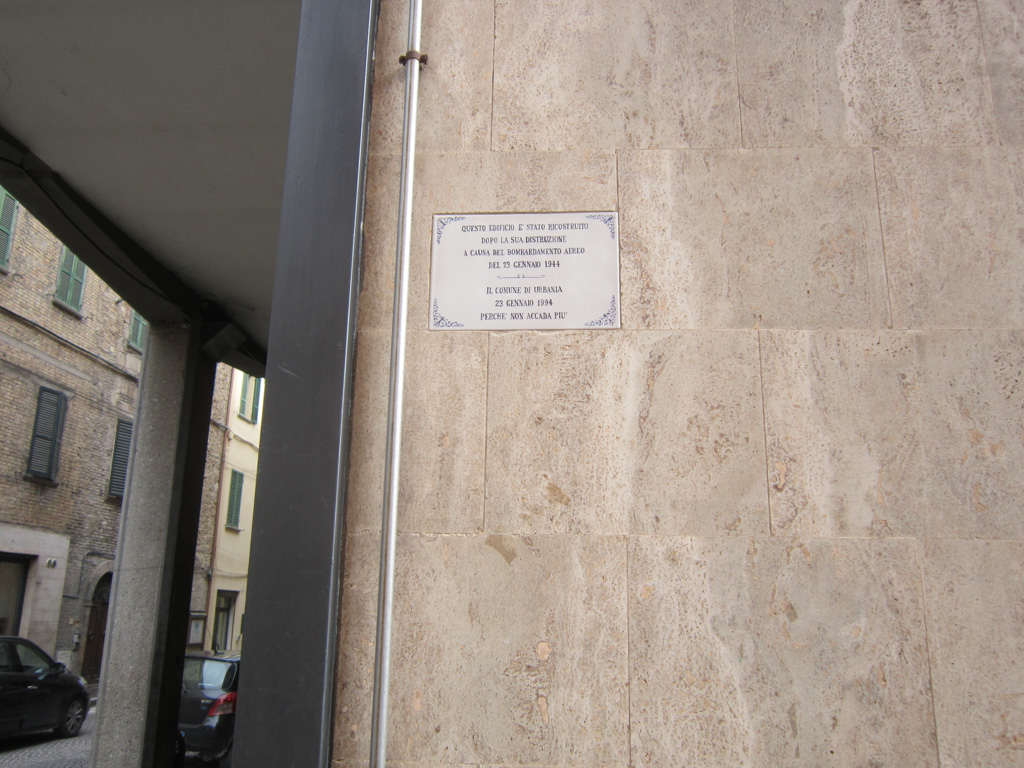 QUESTO EDIFICIO E' STATO RICOSTRUITO
DOPO LA SUA DISTRUZIONE
A CAUSA DEL BOMBARDAMENTO AEREO
DEL 23 GENNAIO 1944
IL COMUNE DI URBANIA
23 GENNAIO 1994
PERCHE' NON ACCADA PIU'